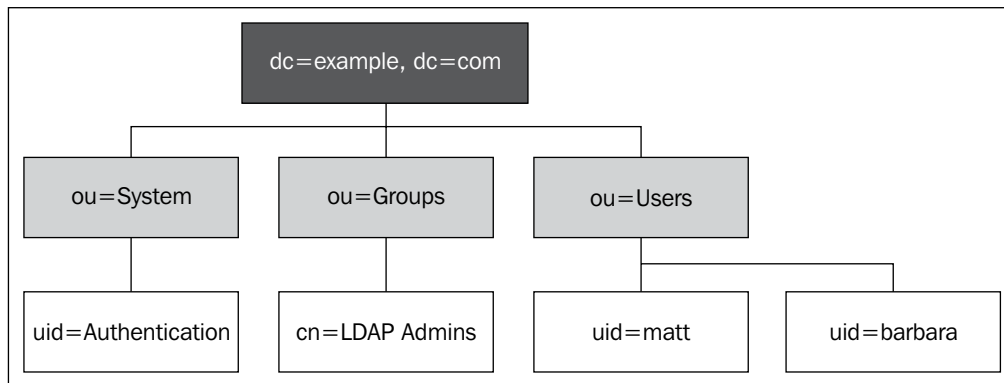 dc=example, dc=com
ou=System
ou=Groups
ou=Users
uid=Authentication
cn=LDAP Admins
uid=matt
uid=barbara